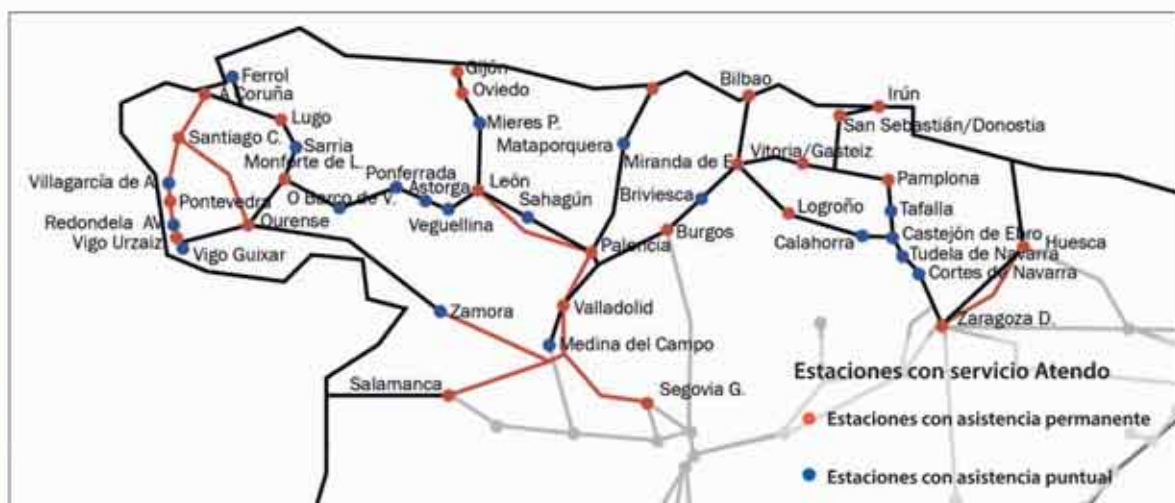 Ferrol
A Coruña
Lugo
Santiago C.
Sarria
Monforte de L.
Villagarcía de A.
Pontevedra
Redondela AV
Vigo Urzaiz
Vigo Guixar
Ourense
O Barco de V.
Ponferrada
Astorga
Veguellina
León
Gijón
Oviedo
Mieres P.
Sahagún
Mataporquera
Palencia
Burgos
Briviesca
Miranda de E.
Bilbao
Vitoria/Gasteiz
Irún
San Sebastián/Donostia
Pamplona
Tafalla
Logroño
Calahorra
Castejón de Ebro
Tudela de Navarra
Cortes de Navarra
Huesca
Zaragoza D.
Zamora
Valladolid
Medina del Campo
Salamanca
Segovia G.
Estaciones con servicio Atendo
Estaciones con asistencia permanente
Estaciones con asistencia puntual